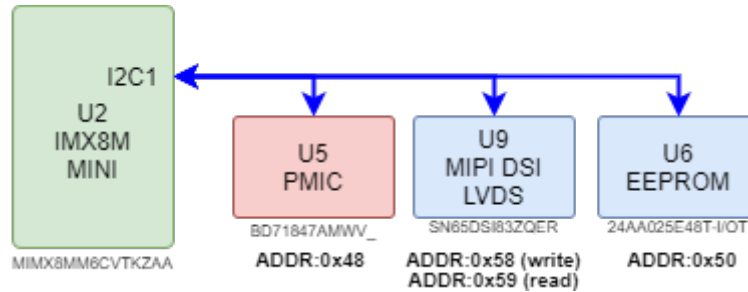 I2C1
U2
IMX8M
MINI
MIMX8MM6CVTKZAA
U5
PMIC
BD71847AMWV_
ADDR:0x48
U9
MIPI DSI
LVDS
SN65DSI83ZQER
ADDR:0x58 (write)
ADDR:0x59 (read)
U6
EEPROM
24AA025E48T-I/OT
ADDR:0x50